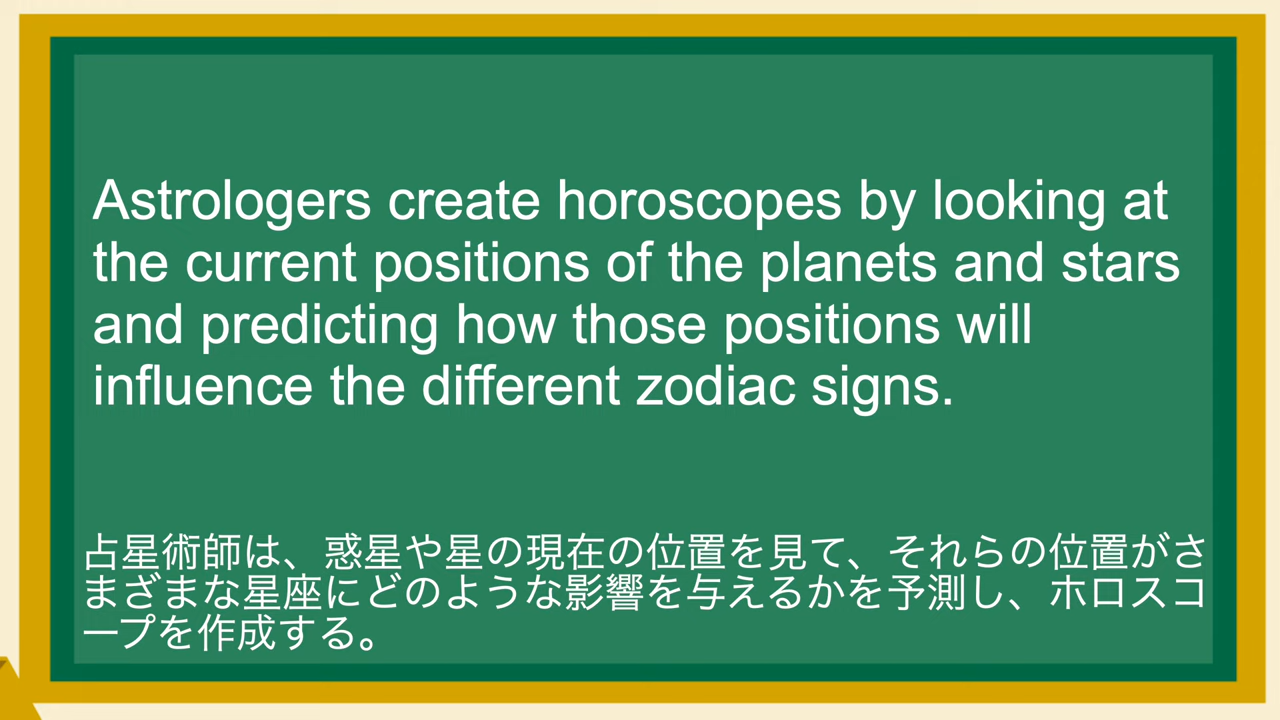 Astrologers create horoscopes by looking at
the current positions of the planets and stars
and predicting how those positions will
influence the different zodiac signs.
占星術師は、惑星や星の現在の位置を見て、それらの位置がさ
まざまな星座にどのような影響を与えるかを予測し、ホロスコ
ープを作成する。